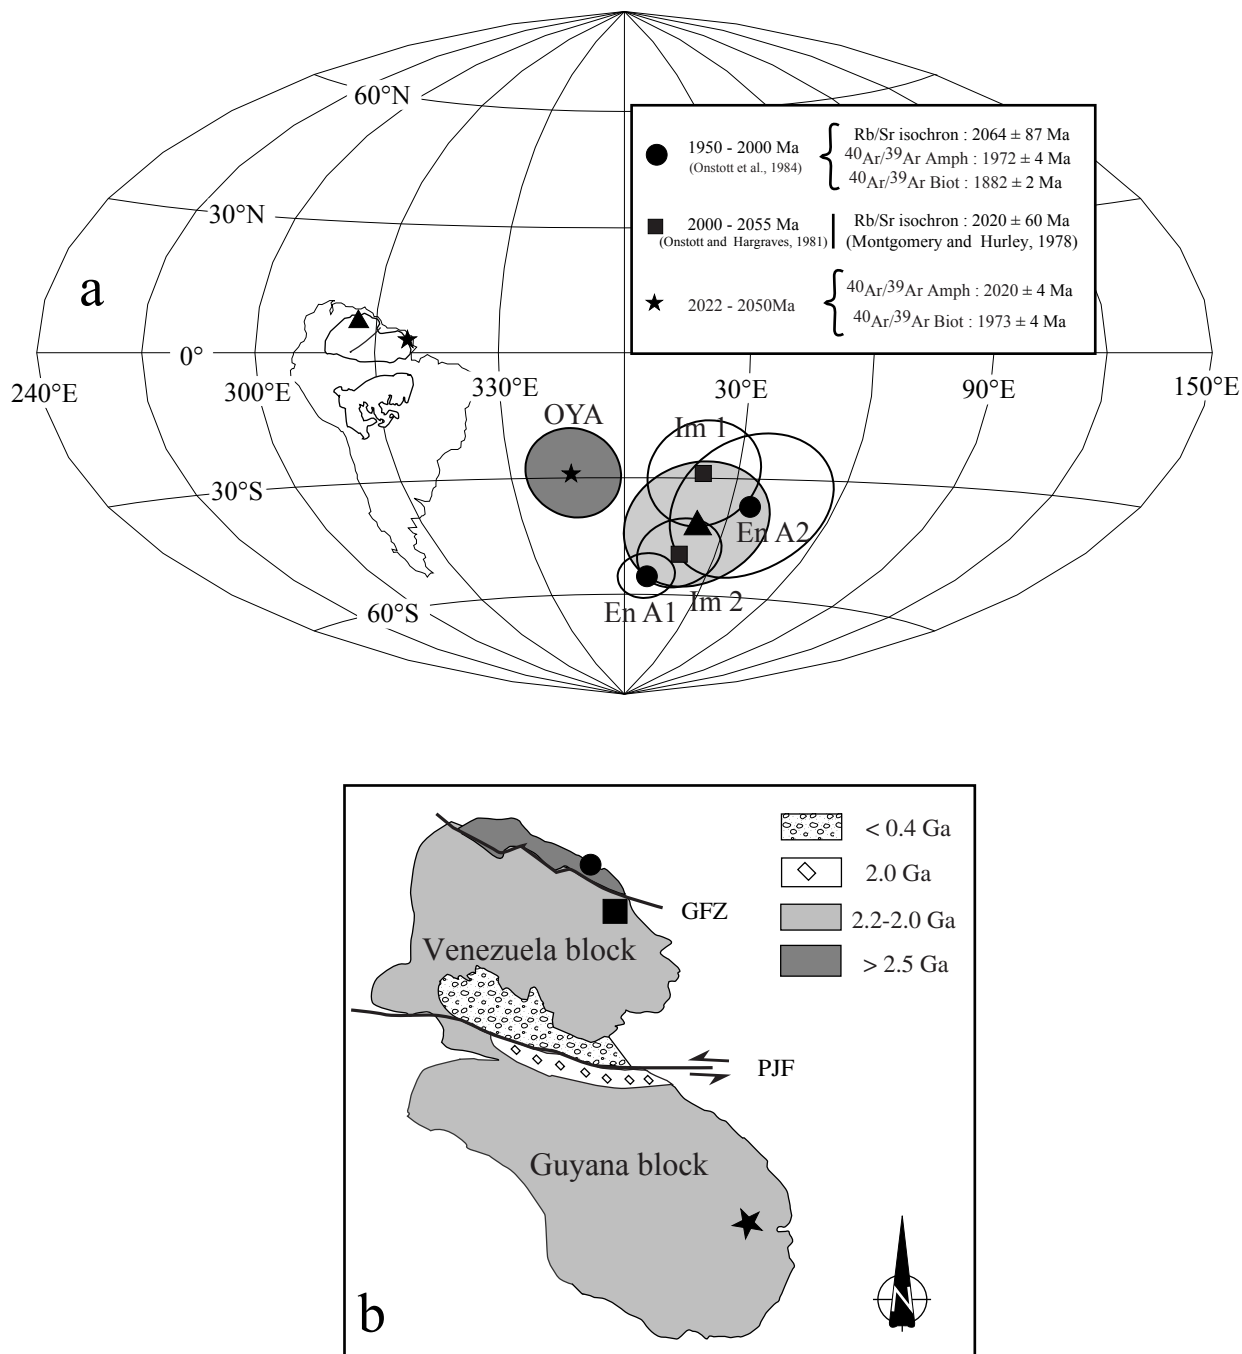 60°N
1950 - 2000 Ma
(Onstott et al., 1984)
Rb/Sr isochron : 2064 ± 87 Ma
40Ar/39Ar Amph : 1972 ± 4 Ma
40Ar/39Ar Biot : 1882 ± 2 Ma
30°N
2000 - 2055 Ma
(Onstott and Hargraves, 1981)
Rb/Sr isochron : 2020 ± 60 Ma
(Montgomery and Hurley, 1978)
a
2022 - 2050Ma
40Ar/39Ar Amph : 2020 ± 4 Ma
40Ar/39Ar Biot : 1973 ± 4 Ma
0°
240°E
300°E
330°E
30°E
90°E
150°E
OYA
Im 1
30°S
En A2
60°S
En A1
Im 2
< 0.4 Ga
2.0 Ga
2.2-2.0 Ga
> 2.5 Ga
GFZ
Venezuela block
PJF
Guyana block
N
b